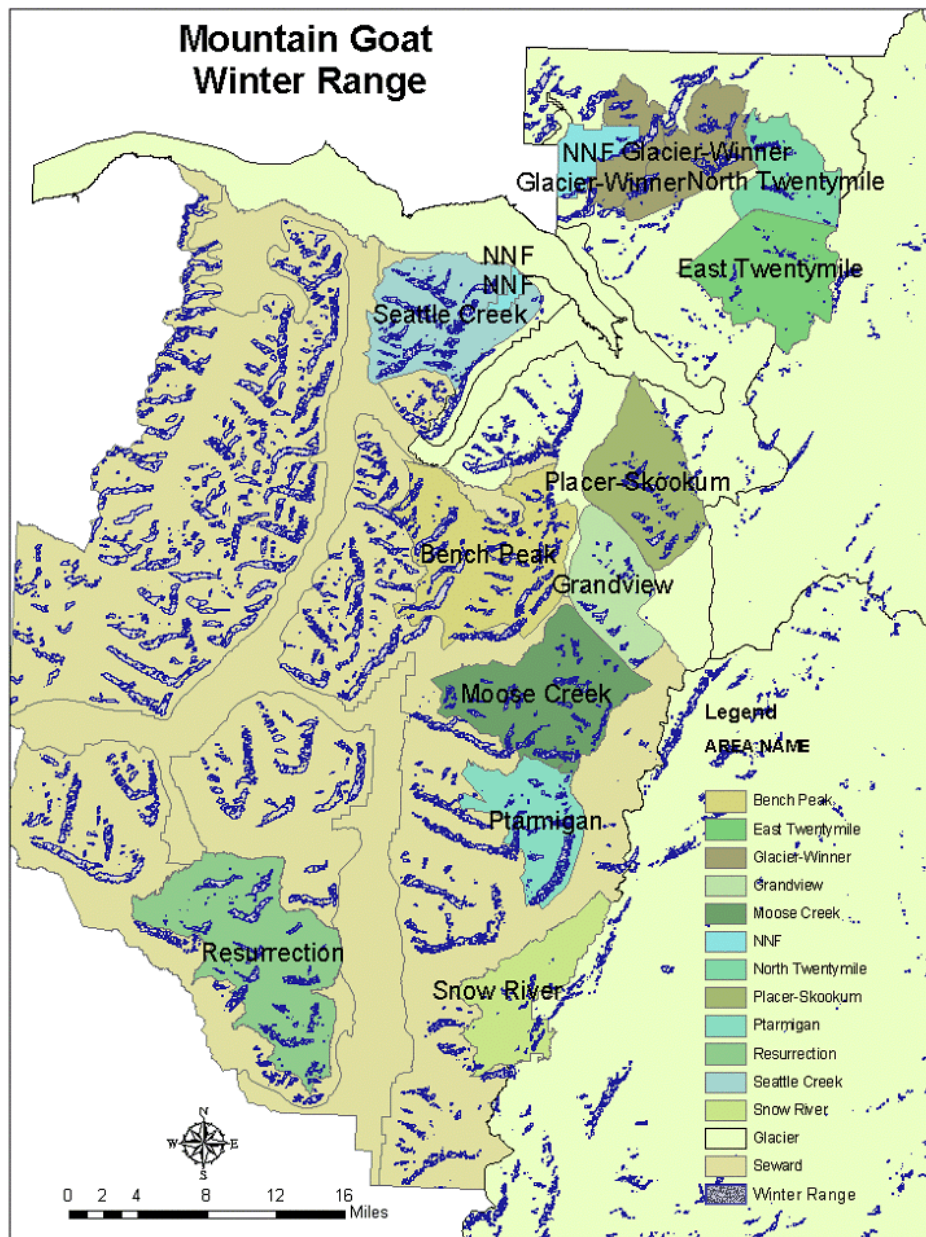 Mountain Goat
Winter Range
NNF Glacier-Winner
Glacier-Winner North Twentymile
East Twentymile
NNF
NNF
Seattle Creek
Placer-Skookum
Bench Peak
Grandview
Moose Creek
Ptarmigan
Resurrection
Snow River
Legend
AREA_NAME
Bench Peak
East Twentymile
Glacier-Winner
Grandview
Moose Creek
NNF
North Twentymile
Placer-Skookum
Ptarmigan
Resurrection
Seattle Creek
Snow River
Glacier
Seward
Winter Range
N
W E
S
0 2 4 8 12 16
Miles